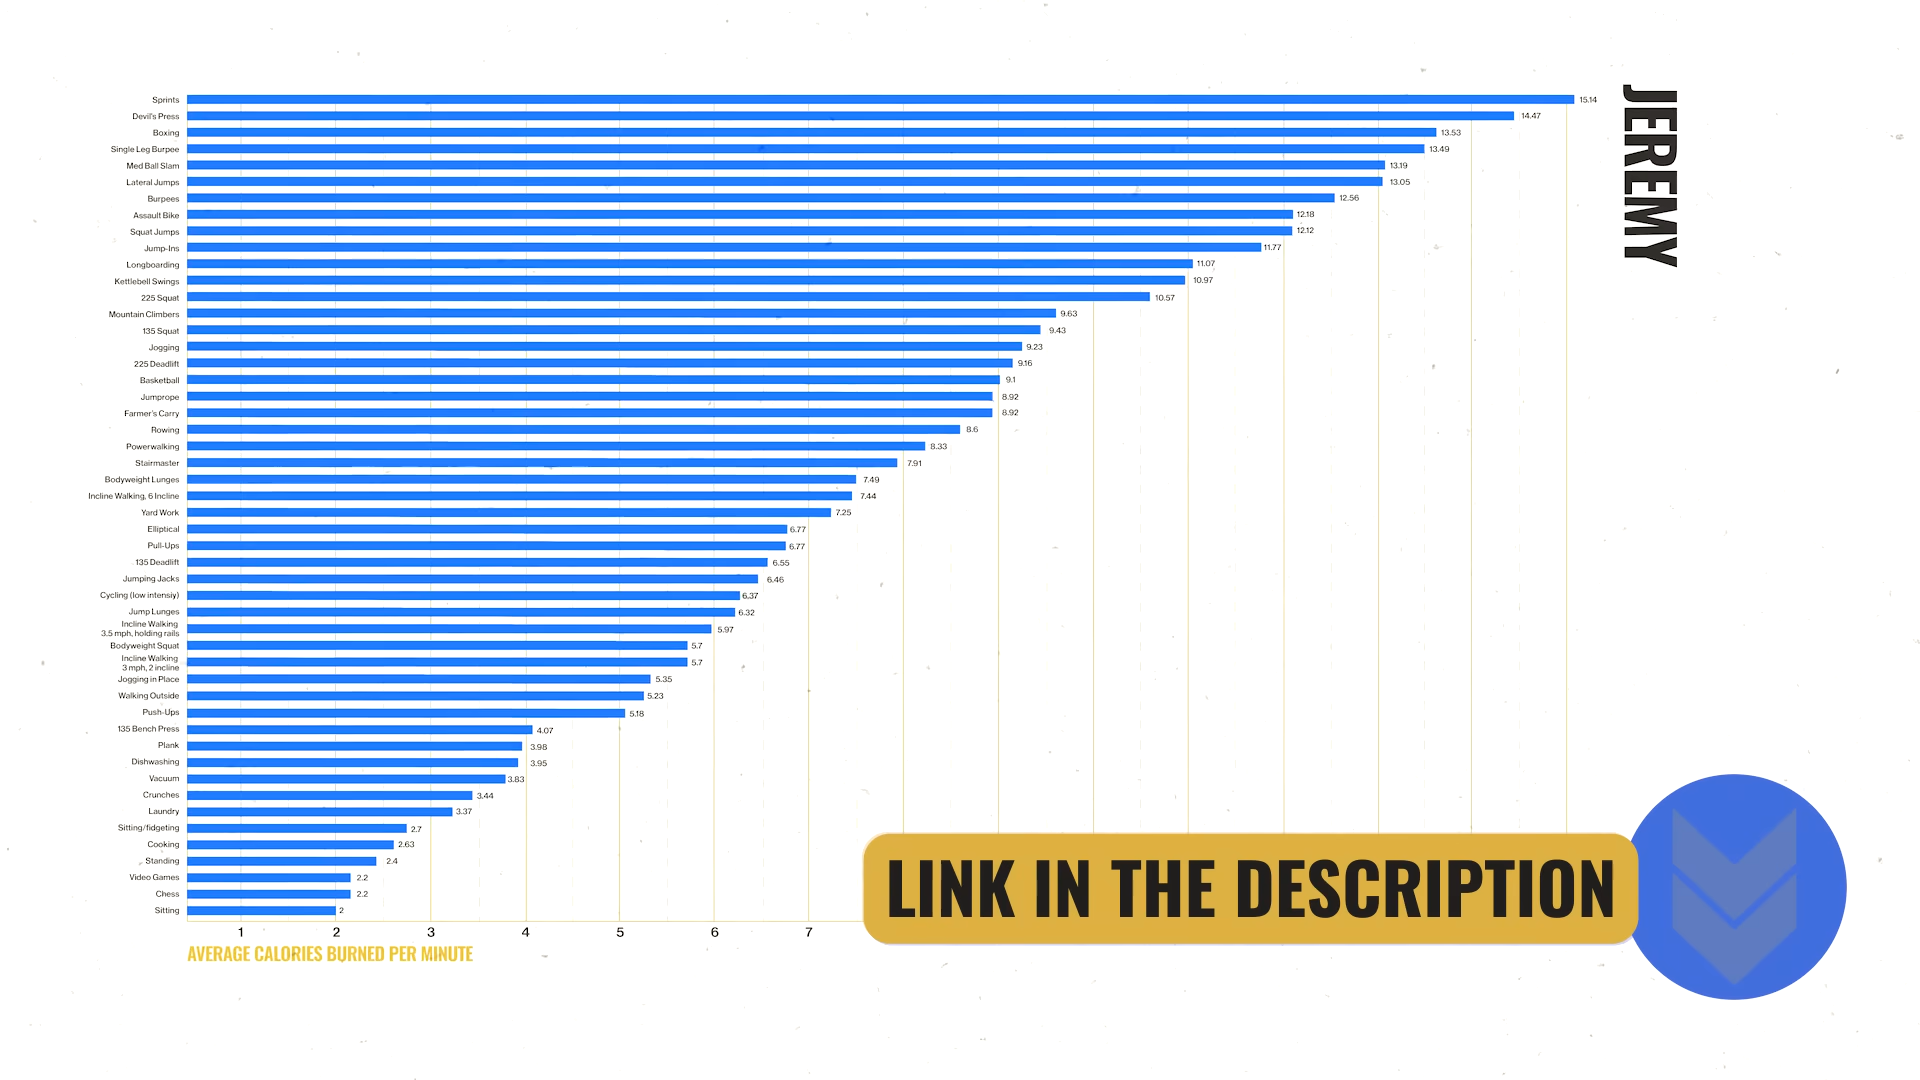 JEREMY
Sprints 15.14
Devil's Press 14.47
Boxing 13.53
Single Leg Burpee 13.49
Med Ball Slam 13.19
Lateral Jumps 13.05
Burpees 12.56
Assault Bike 12.18
Squat Jumps 12.12
Jump-Ins 11.77
Longboarding 11.07
Kettlebell Swings 10.97
225 Squat 10.57
Mountain Climbers 9.63
135 Squat 9.43
Jogging 9.23
225 Deadlift 9.16
Basketball 9.1
Jumprope 8.92
Farmer's Carry 8.92
Rowing 8.6
Powerwalking 8.33
Stairmaster 7.91
Bodyweight Lunges 7.49
Incline Walking, 6 Incline 7.44
Yard Work 7.25
Elliptical 6.77
Pull-Ups 6.77
135 Deadlift 6.55
Jumping Jacks 6.46
Cycling (low intensiy) 6.37
Jump Lunges 6.32
Incline Walking
3.5 mph, holding rails 5.97
Bodyweight Squat 5.7
Incline Walking
3 mph, 2 incline 5.7
Jogging in Place 5.35
Walking Outside 5.23
Push-Ups 5.18
135 Bench Press 4.07
Plank 3.98
Dishwashing 3.95
Vacuum 3.83
Crunches 3.44
Laundry 3.37
Sitting/fidgeting 2.7
Cooking 2.63
Standing 2.4
Video Games 2.2
Chess 2.2
Sitting 2
1 2 3 4 5 6 7
AVERAGE CALORIES BURNED PER MINUTE
LINK IN THE DESCRIPTION